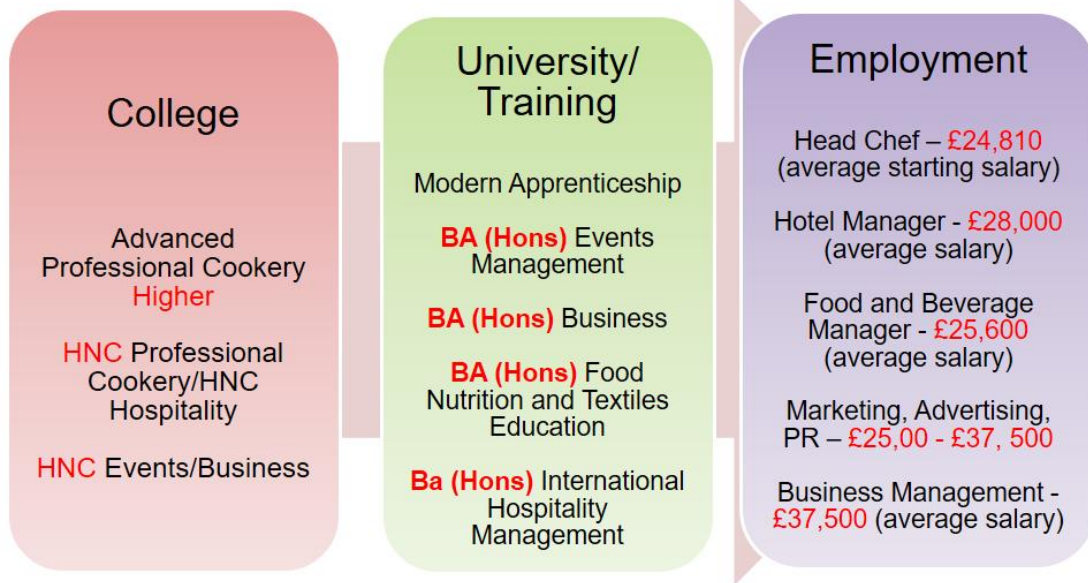 College
Advanced
Professional Cookery
Higher
HNC Professional
Cookery/HNC
Hospitality
HNC Events/Business
University/
Training
Modern Apprenticeship
BA (Hons) Events
Management
BA (Hons) Business
BA (Hons) Food
Nutrition and Textiles
Education
Ba (Hons) International
Hospitality
Management
Employment
Head Chef – £24,810
(average starting salary)
Hotel Manager - £28,000
(average salary)
Food and Beverage
Manager - £25,600
(average salary)
Marketing, Advertising,
PR – £25,00 - £37, 500
Business Management -
£37,500 (average salary)